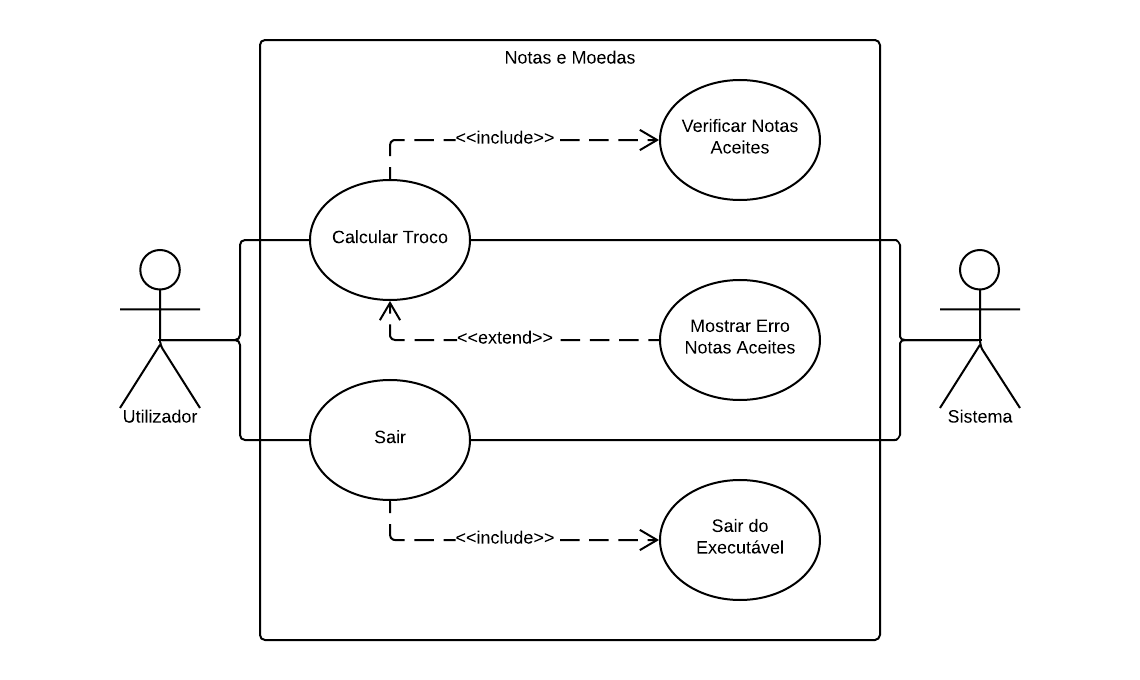 Notas e Moedas
Verificar Notas
Aceites
<<include>>
Calcular Troco
Mostrar Erro
Notas Aceites
<<extend>>
Utilizador
Sistema
Sair
Sair do
Executável
<<include>>